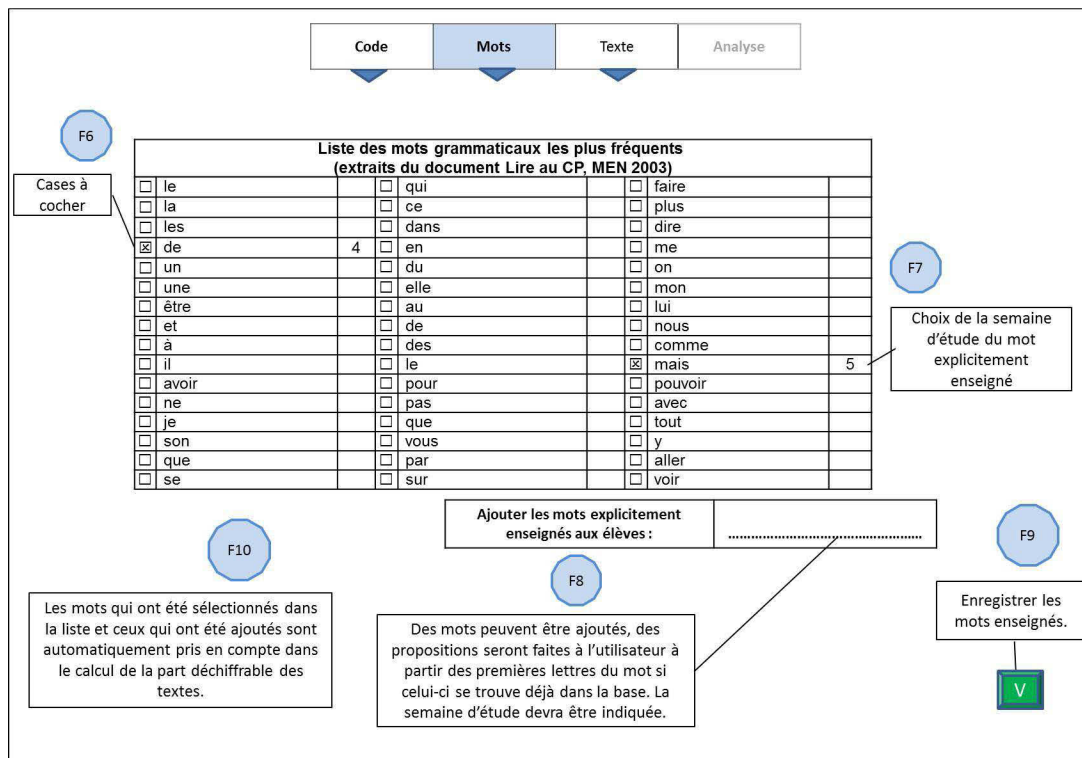 Code Mots Texte Analyse
F6
Cases à
cocher
Liste des mots grammaticaux les plus fréquents
(extraits du document Lire au CP, MEN 2003)
☐ le ☐ qui ☐ faire
☐ la ☐ ce ☐ plus
☐ les ☐ dans ☐ dire
☒ de 4 ☐ en ☐ me
☐ un ☐ du ☐ on
☐ une ☐ elle ☐ mon
☐ être ☐ au ☐ lui
☐ et ☐ de ☐ nous
☐ à ☐ des ☐ comme
☐ il ☐ le ☒ mais 5
☐ avoir ☐ pour ☐ pouvoir
☐ ne ☐ pas ☐ avec
☐ je ☐ que ☐ tout
☐ son ☐ vous ☐ y
☐ que ☐ par ☐ aller
☐ se ☐ sur ☐ voir
F7
Choix de la semaine
d'étude du mot
explicitement
enseigné
Ajouter les mots explicitement
enseignés aux élèves : ................................................
F10
Les mots qui ont été sélectionnés dans
la liste et ceux qui ont été ajoutés sont
automatiquement pris en compte dans
le calcul de la part déchiffrable des
textes.
F8
Des mots peuvent être ajoutés, des
propositions seront faites à l'utilisateur à
partir des premières lettres du mot si
celui-ci se trouve déjà dans la base. La
semaine d'étude devra être indiquée.
F9
Enregistrer les
mots enseignés.
V